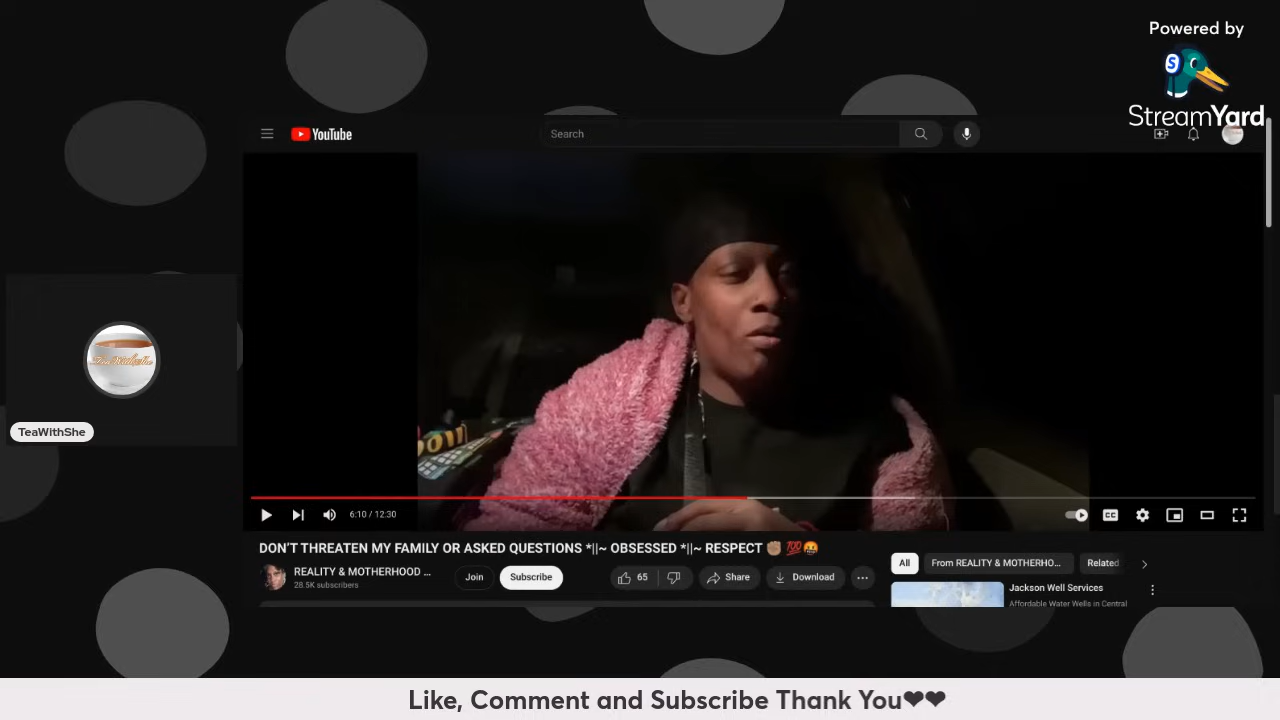 Powered by
StreamYard
YouTube
Search
TeaWithShe
6:10 / 12:30
CC
DON'T THREATEN MY FAMILY OR ASKED QUESTIONS *||~ OBSESSED *||~ RESPECT ✊🏽 💯🤬
REALITY & MOTHERHOOD ...
28.5K subscribers
Join
Subscribe
65
Share
Download
All
From REALITY & MOTHERHO...
Related
Jackson Well Services
Affordable Water Wells in Central
Like, Comment and Subscribe Thank You❤❤